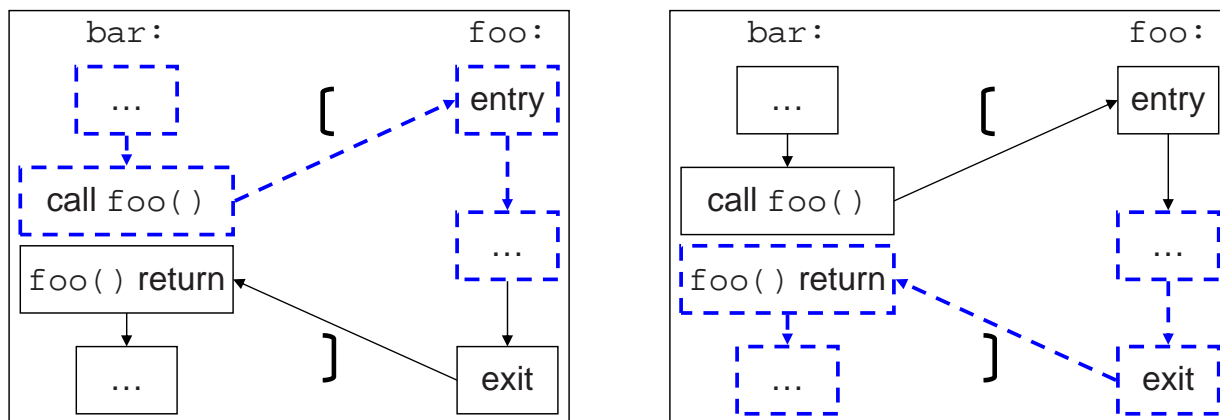 bar: foo:
... entry
[
call foo()
...
foo() return
]
... exit
bar: foo:
... entry
[
call foo()
...
foo() return
]
... exit